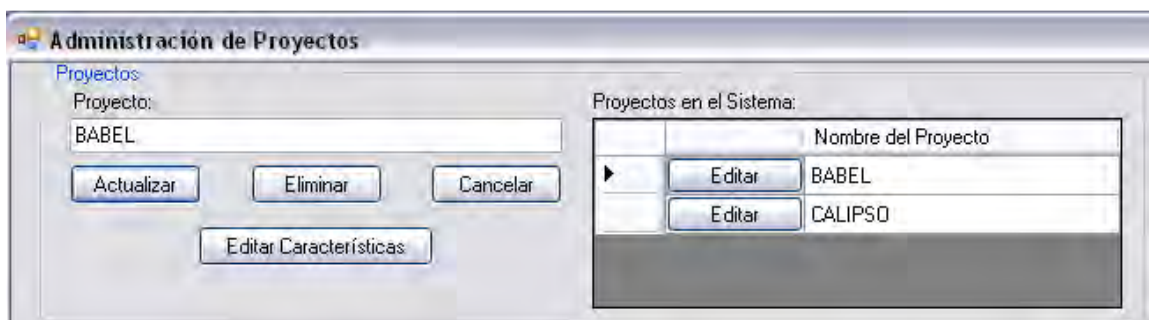 Administración de Proyectos
Proyectos
Proyecto:
BABEL
Actualizar Eliminar Cancelar
Editar Características
Proyectos en el Sistema:
Nombre del Proyecto
Editar BABEL
Editar CALIPSO